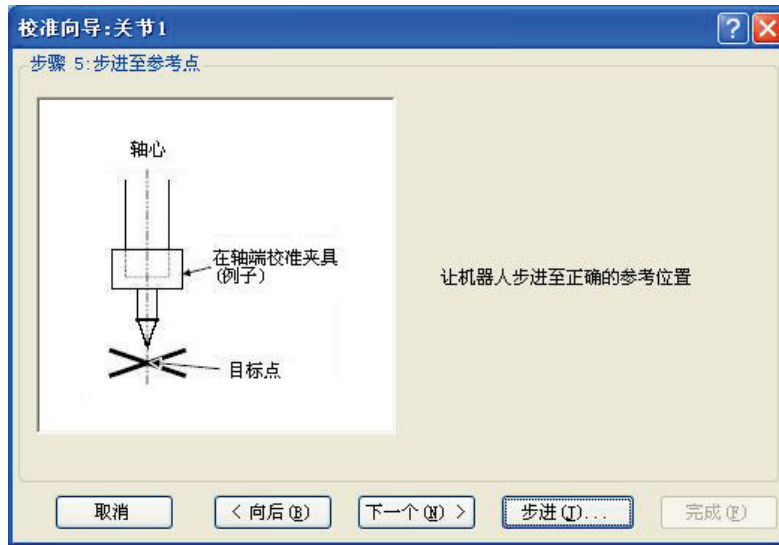 校准向导:关节1
步骤 5:步进至参考点
轴心
在轴端校准夹具
(例子)
目标点
让机器人步进至正确的参考位置
取消
< 向后(B)
下一个(N) >
步进(J)...
完成(F)